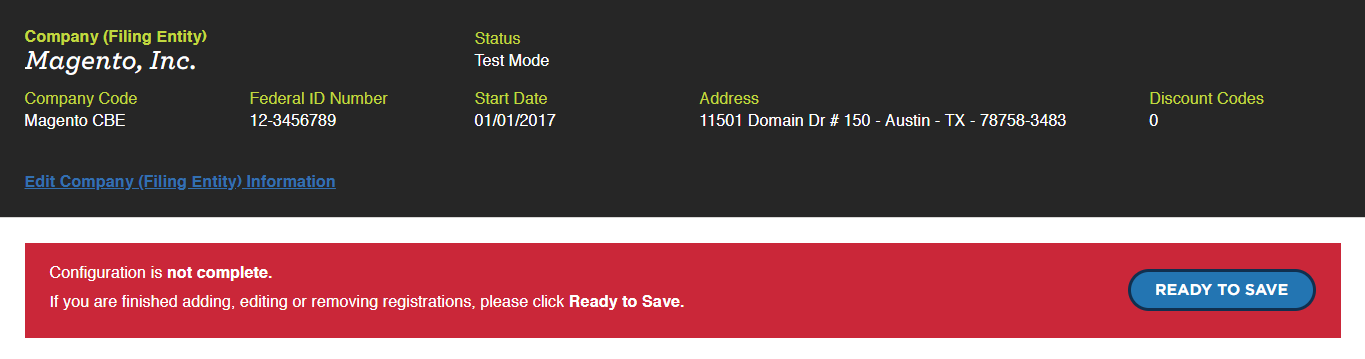 Company (Filing Entity)
Magento, Inc.
Status
Test Mode
Company Code
Magento CBE
Federal ID Number
12-3456789
Start Date
01/01/2017
Address
11501 Domain Dr # 150 - Austin - TX - 78758-3483
Discount Codes
0
Edit Company (Filing Entity) Information
Configuration is not complete.
If you are finished adding, editing or removing registrations, please click Ready to Save.
READY TO SAVE